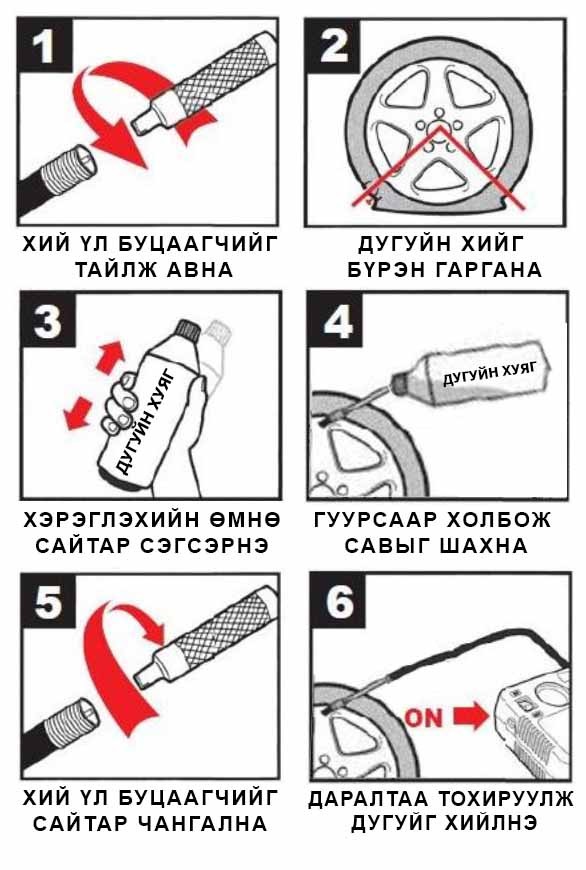 1
ХИЙ ҮЛ БУЦААГЧИЙГ
ТАЙЛЖ АВНА
2
ДУГУЙН ХИЙГ
БҮРЭН ГАРГАНА
3
ДУГУЙН ХУЯГ
ХЭРЭГЛЭХИЙН ӨМНӨ
САЙТАР СЭГСЭРНЭ
4
ДУГУЙН ХУЯГ
ГУУРСААР ХОЛБОЖ
САВЫГ ШАХНА
5
ХИЙ ҮЛ БУЦААГЧИЙГ
САЙТАР ЧАНГАЛНА
6
ON
ДАРАЛТАА ТОХИРУУЛЖ
ДУГУЙГ ХИЙЛНЭ